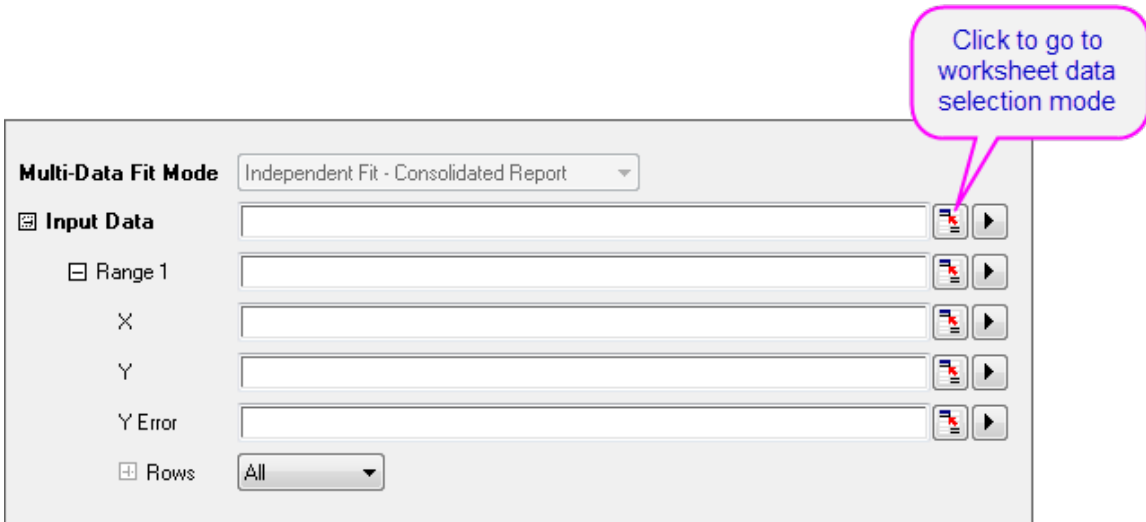 Click to go to
worksheet data
selection mode
Multi-Data Fit Mode Independent Fit - Consolidated Report
Input Data
Range 1
X
Y
Y Error
Rows All